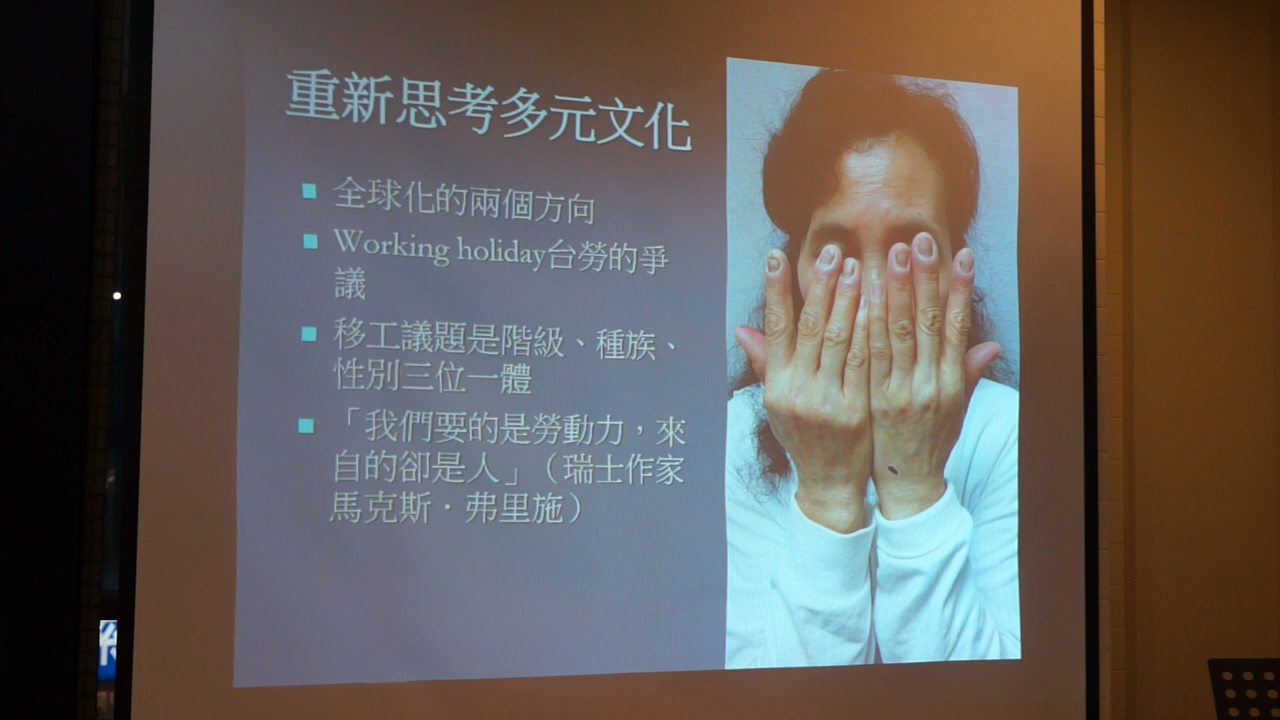 重新思考多元文化
全球化的兩個方向
Working holiday台勞的爭
議
移工議題是階級、種族、
性別三位一體
「我們要的是勞動力，來
自的卻是人」（瑞士作家
馬克斯．弗里施）